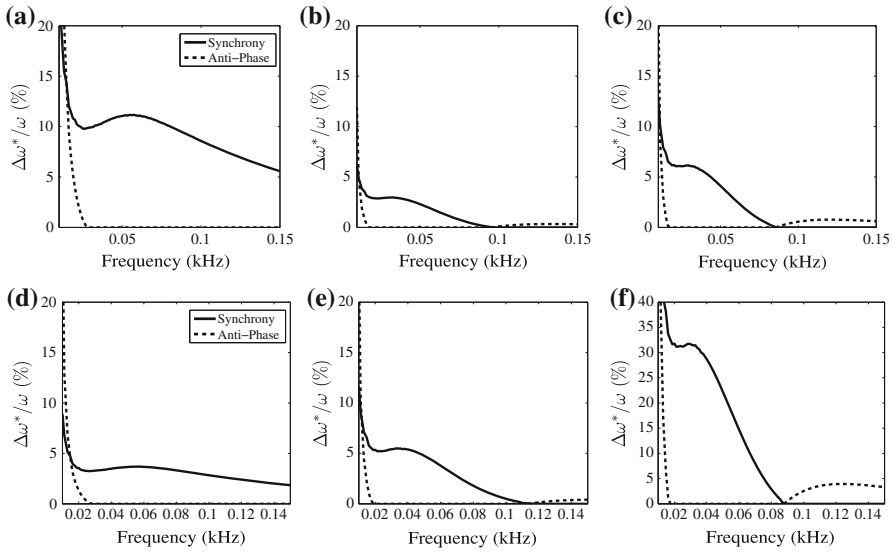 (a)
20
15
10
5
0
Δω*/ω (%)
Synchrony
Anti-Phase
0.05
0.1
0.15
Frequency (kHz)
(b)
20
15
10
5
0
Δω*/ω (%)
0.05
0.1
0.15
Frequency (kHz)
(c)
20
15
10
5
0
Δω*/ω (%)
0.05
0.1
0.15
Frequency (kHz)
(d)
20
15
10
5
0
Δω*/ω (%)
Synchrony
Anti-Phase
0.02 0.04 0.06 0.08 0.1 0.12 0.14
Frequency (kHz)
(e)
20
15
10
5
0
Δω*/ω (%)
0.02 0.04 0.06 0.08 0.1 0.12 0.14
Frequency (kHz)
(f)
40
35
30
25
20
15
10
5
0
Δω*/ω (%)
0.02 0.04 0.06 0.08 0.1 0.12 0.14
Frequency (kHz)